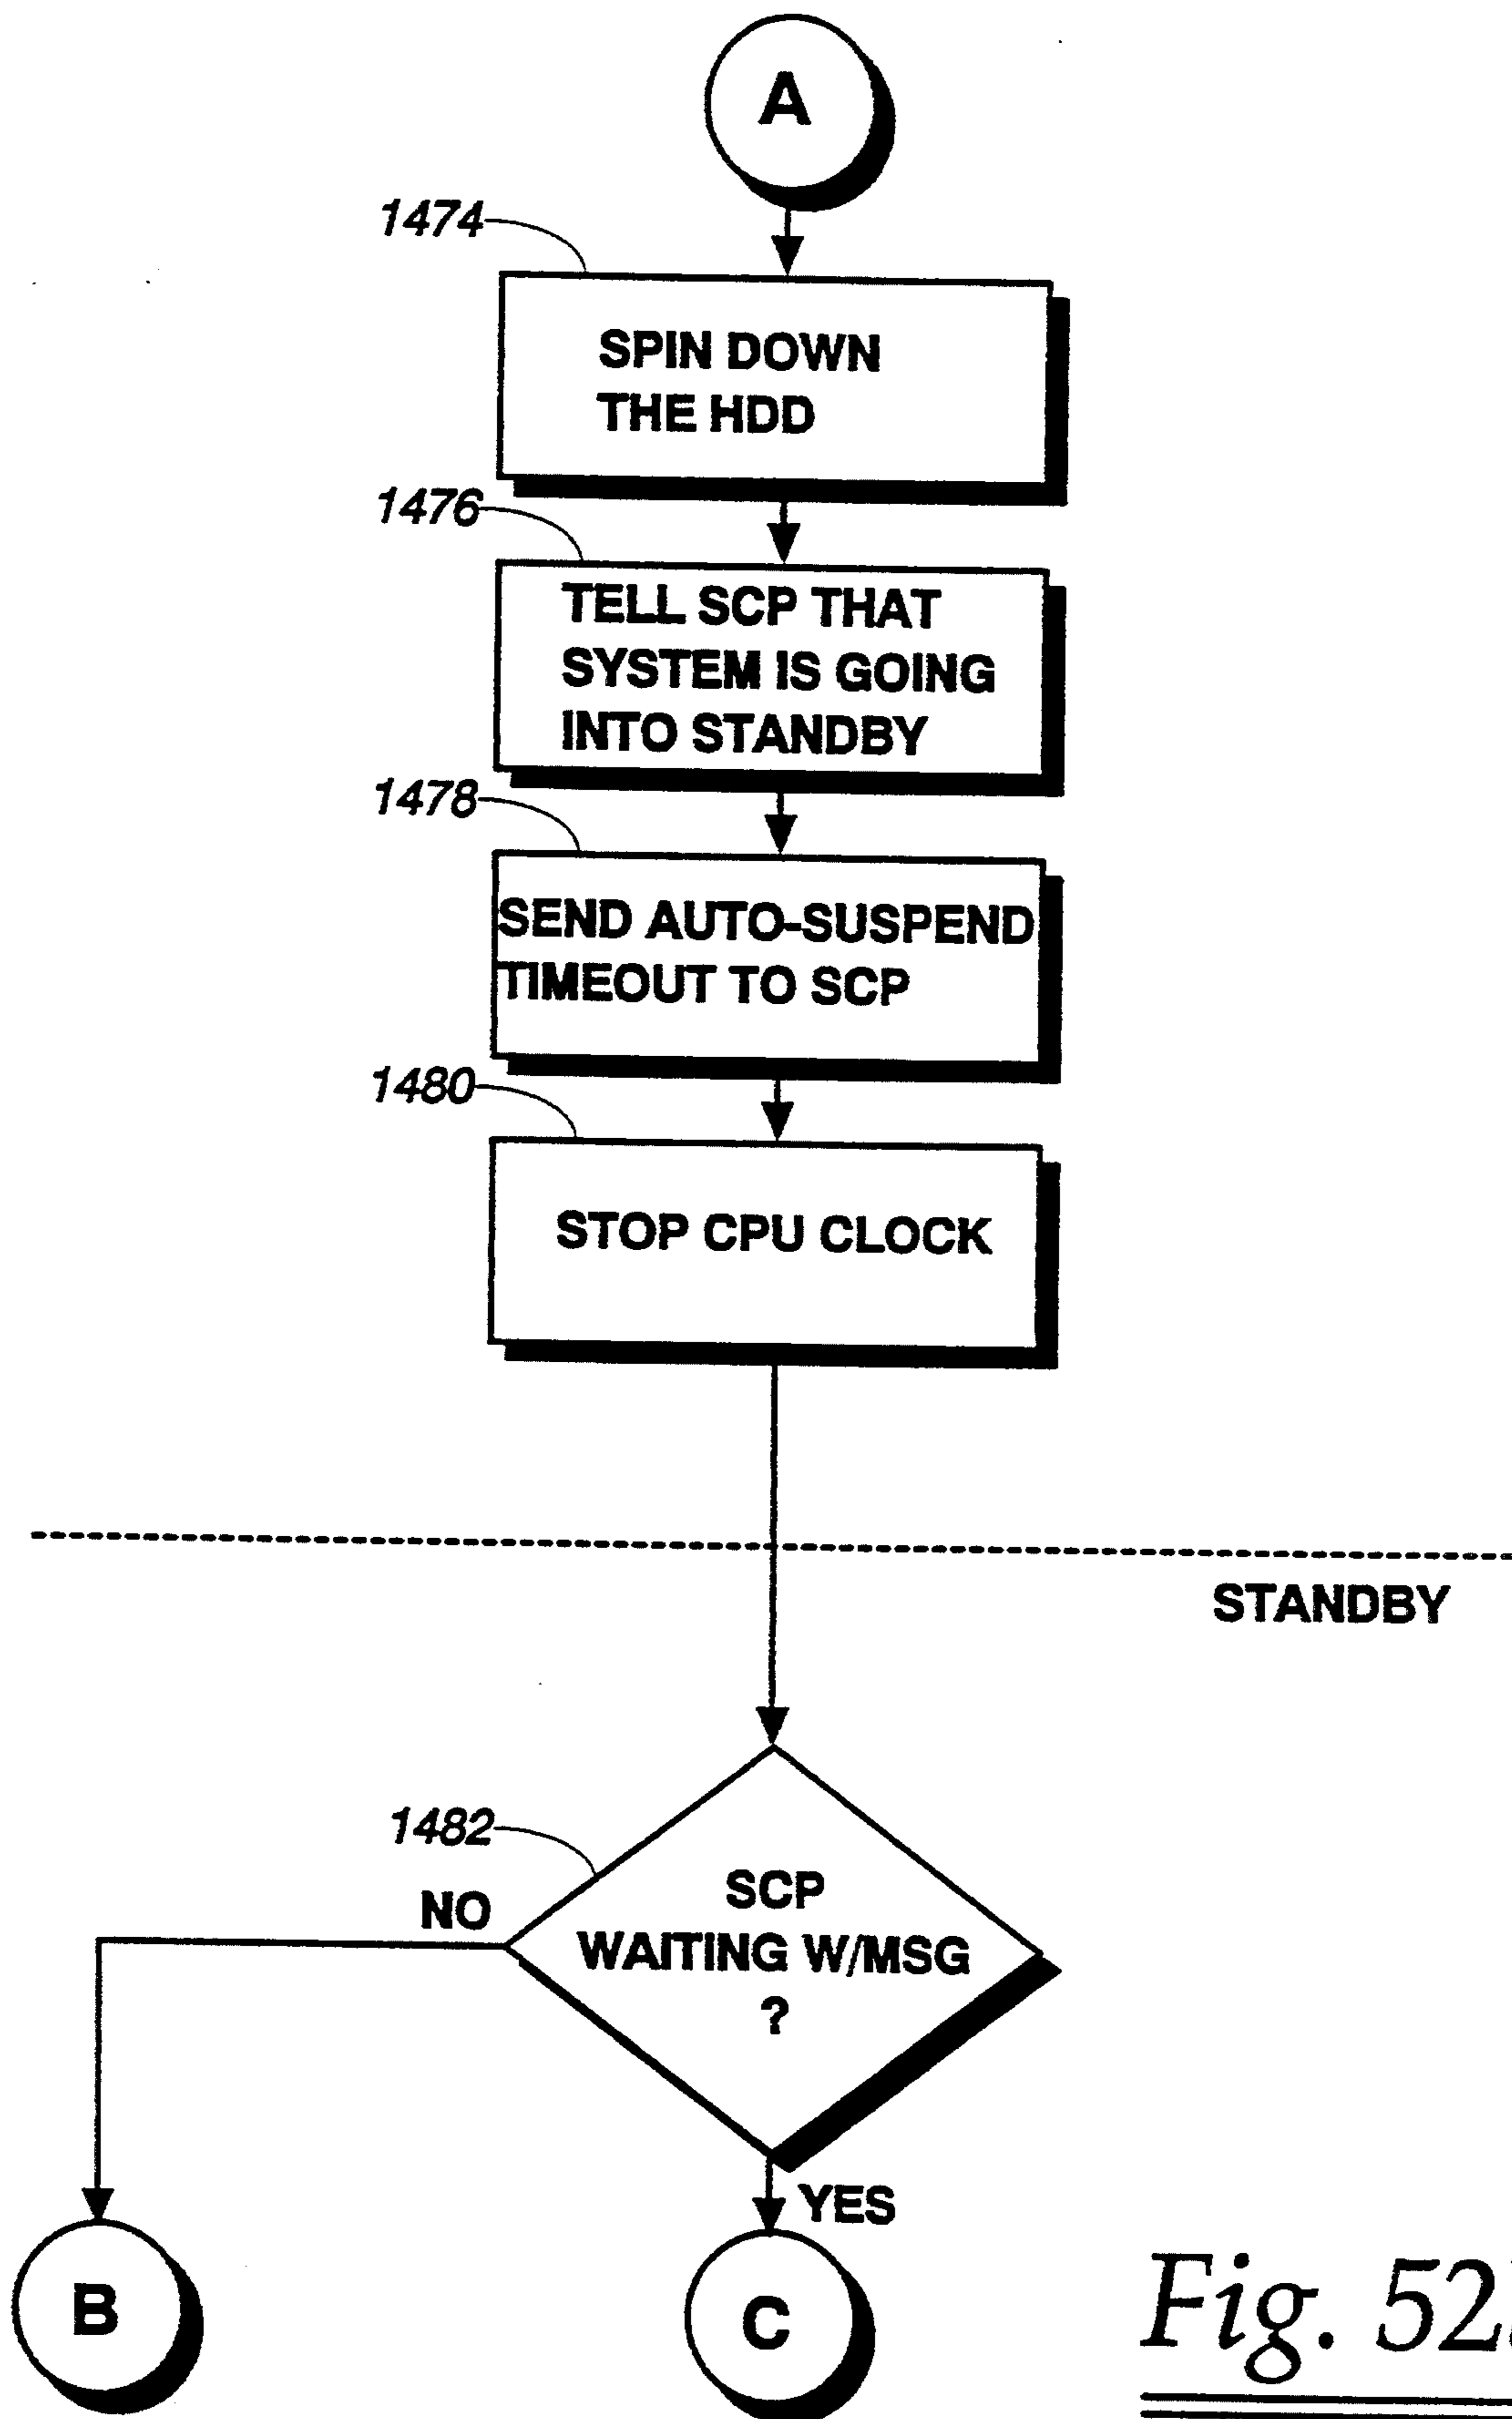 A
1474
SPIN DOWN
THE HDD
1476
TELL SCP THAT
SYSTEM IS GOING
INTO STANDBY
1478
SEND AUTO-SUSPEND
TIMEOUT TO SCP
1480
STOP CPU CLOCK
STANDBY
1482
NO
SCP
WAITING W/MSG
?
YES
B
C
Fig.